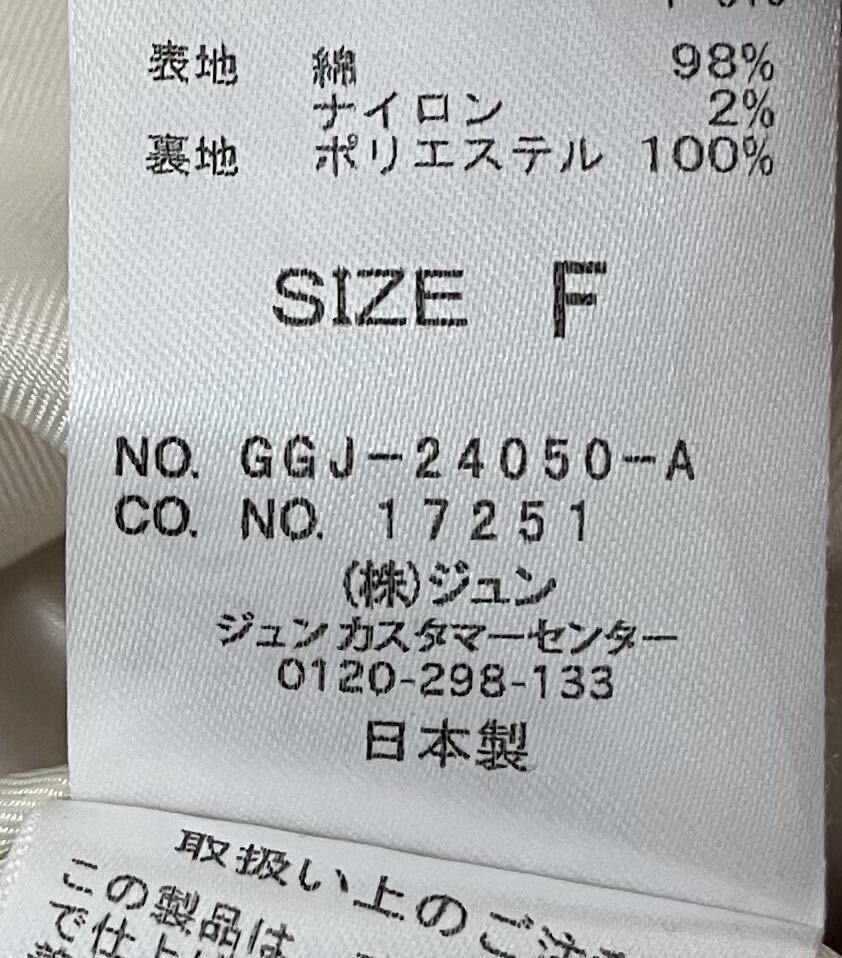 表地 綿 98%
ナイロン 2%
裏地 ポリエステル 100%
SIZE F
NO. GGJ-24050-A
CO. NO. 17251
(株)ジュン
ジュンカスタマーセンター
0120-298-133
日本製
取扱い上のご注
この製品は
で仕上